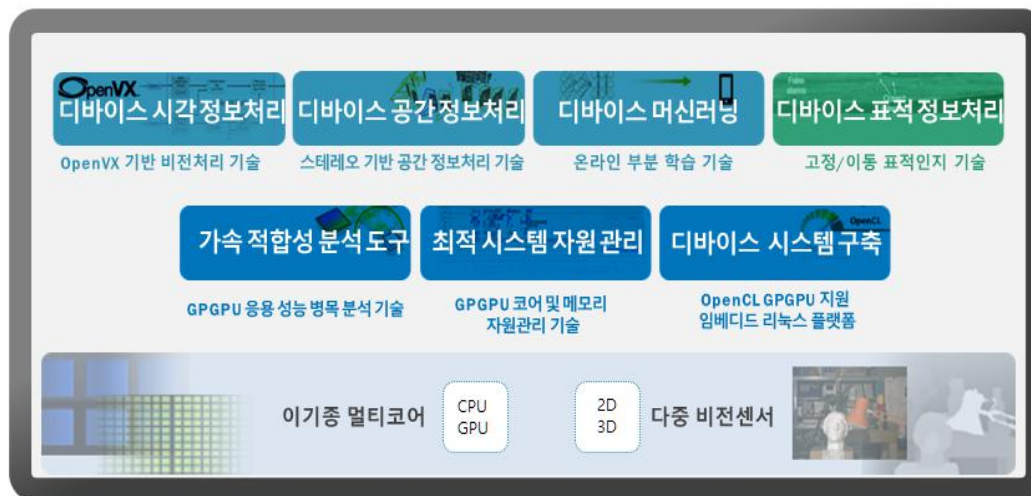 OpenVX
디바이스 시각 정보처리
디바이스 공간 정보처리
디바이스 머신러닝
False
alarms
디바이스 표적 정보처리
OpenVX 기반 비전처리 기술
스테레오 기반 공간 정보처리 기술
온라인 부분 학습 기술
고정/이동 표적인지 기술
가속 적합성 분석 도구
최적 시스템 자원 관리
OpenCL
디바이스 시스템 구축
GPGPU 응용 성능 병목 분석 기술
GPGPU 코어 및 메모리
자원관리 기술
OpenCL GPGPU 지원
임베디드 리눅스 플랫폼
이기종 멀티코어
CPU
GPU
2D
3D
다중 비전센서